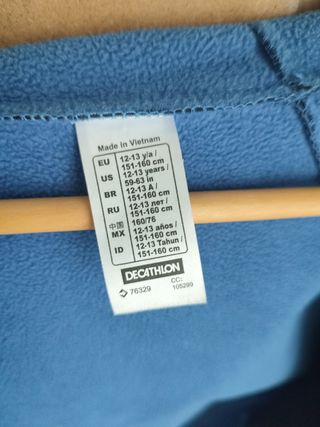 Made in Vietnam
EU 12-13 y/a /
151-160 cm
US 12-13 years /
59-63 in
BR 12-13 A /
151-160 cm
RU 12-13 лет /
151-160 cm
中国 160/76
MX 12-13 años /
151-160 cm
ID 12-13 Tahun /
151-160 cm
DECATHLON
76329 CC:
105299